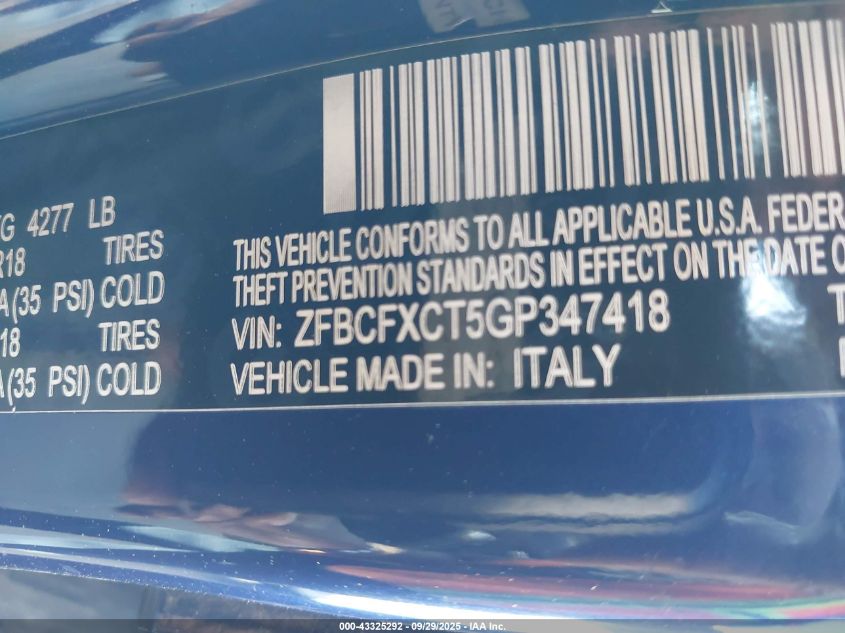 KG 4277 LB
R18 TIRES
A (35 PSI) COLD
18 TIRES
A (35 PSI) COLD
THIS VEHICLE CONFORMS TO ALL APPLICABLE U.S.A. FEDER
THEFT PREVENTION STANDARDS IN EFFECT ON THE DATE O
VIN: ZFBCFXCT5GP347418
VEHICLE MADE IN: ITALY
000-43325292 - 09/29/2025 - IAA Inc.